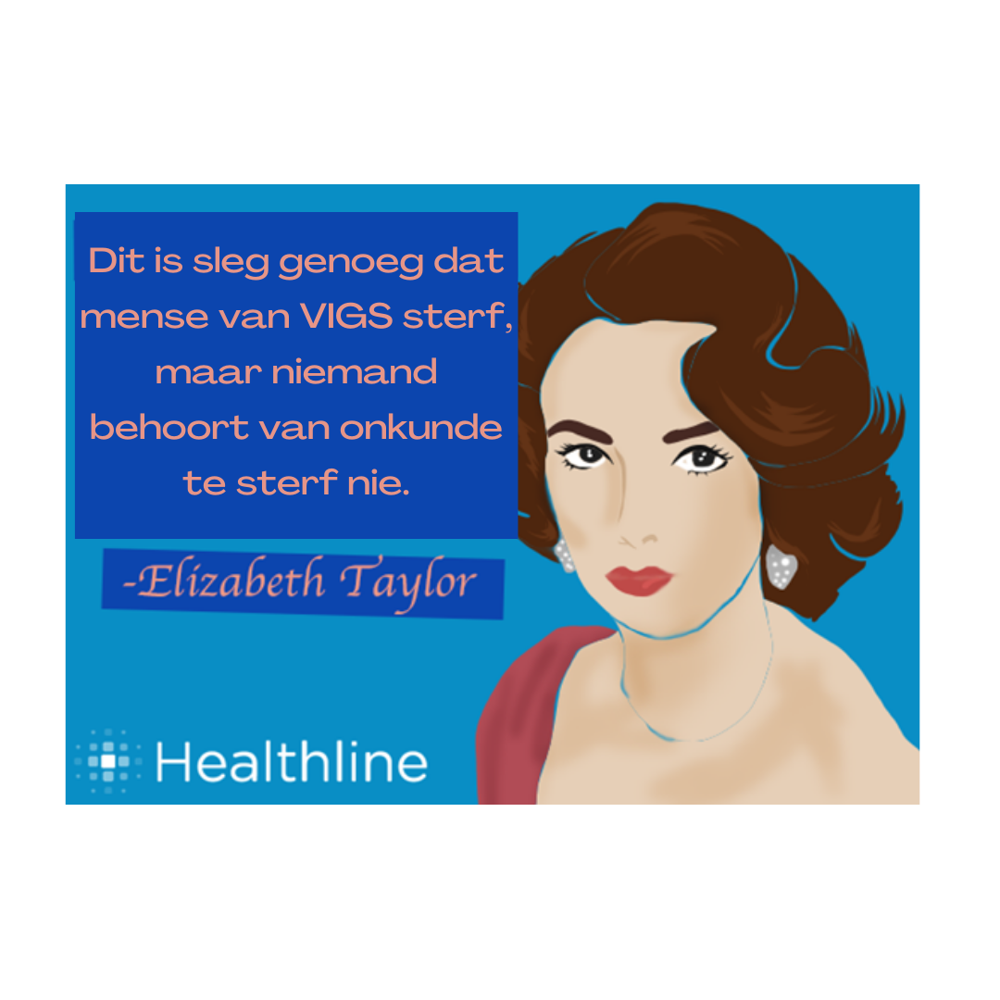 Dit is sleg genoeg dat
mense van VIGS sterf,
maar niemand
behoort van onkunde
te sterf nie.
-Elizabeth Taylor
Healthline